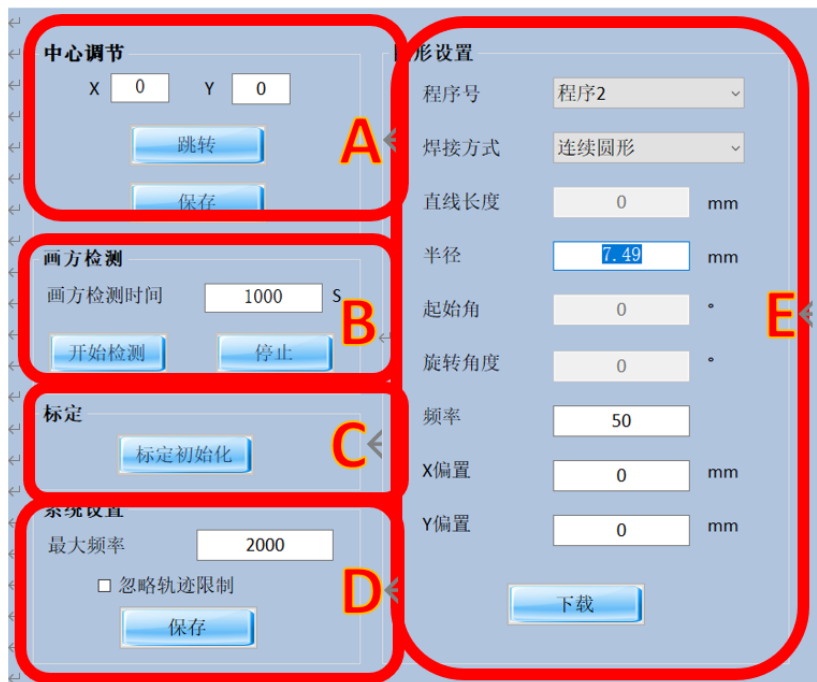 中心调节
X 0 Y 0
跳转
保存
A
画方检测
画方检测时间 1000 S
开始检测 停止
B
标定
标定初始化
C
系统设置
最大频率 2000
忽略轨迹限制
保存
D
形设置
程序号 程序2
焊接方式 连续圆形
直线长度 0 mm
半径 7.49 mm
起始角 0 °
旋转角度 0 °
频率 50
X偏置 0 mm
Y偏置 0 mm
下载
E